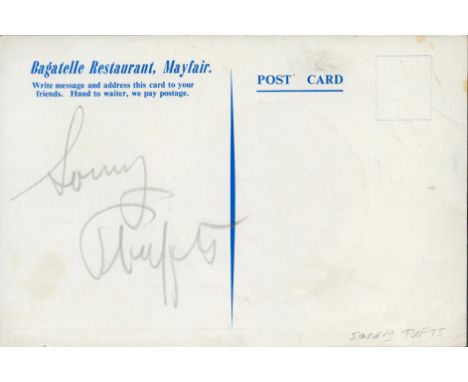 Bagatelle Restaurant, Mayfair.
Write message and address this card to your
friends. Hand to waiter, we pay postage.
POST CARD
Sonny
Tufts
SONNY TUFTS